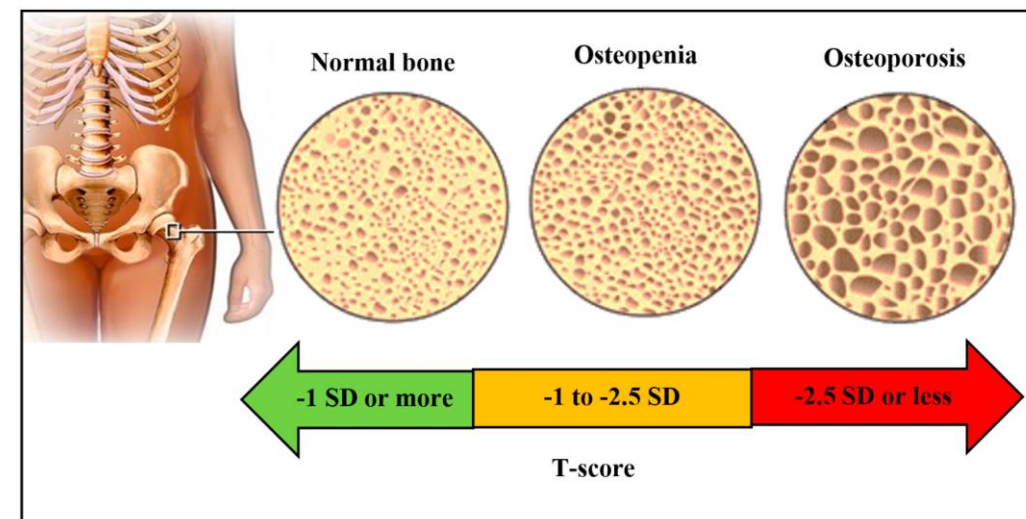 Normal bone
Osteopenia
Osteoporosis
-1 SD or more
-1 to -2.5 SD
-2.5 SD or less
T-score